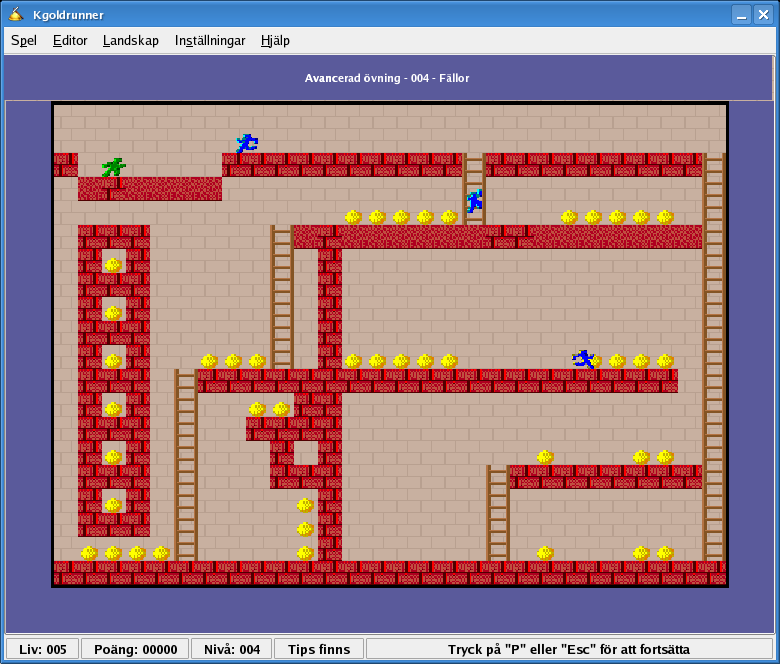 Kgoldrunner
Spel Editor Landskap Inställningar Hjälp
Avancerad övning - 004 - Fällor
Liv: 005 Poäng: 00000 Nivå: 004 Tips finns Tryck på "P" eller "Esc" för att fortsätta